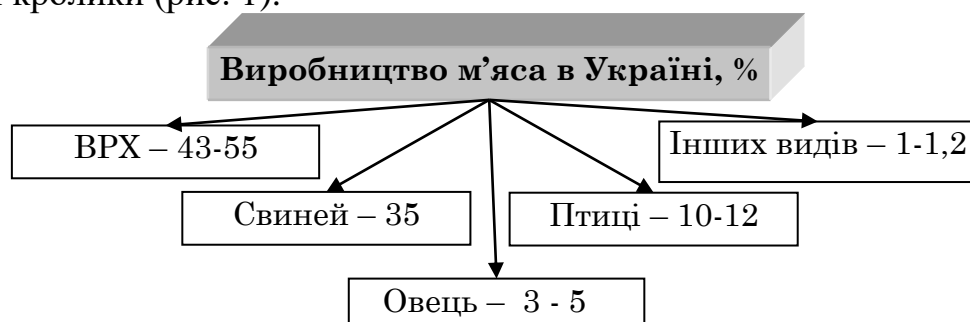 кролики (рис. 1).
Виробництво м’яса в Україні, %
ВРХ – 43-55
Інших видів – 1-1,2
Свиней – 35
Птиці – 10-12
Овець – 3 - 5